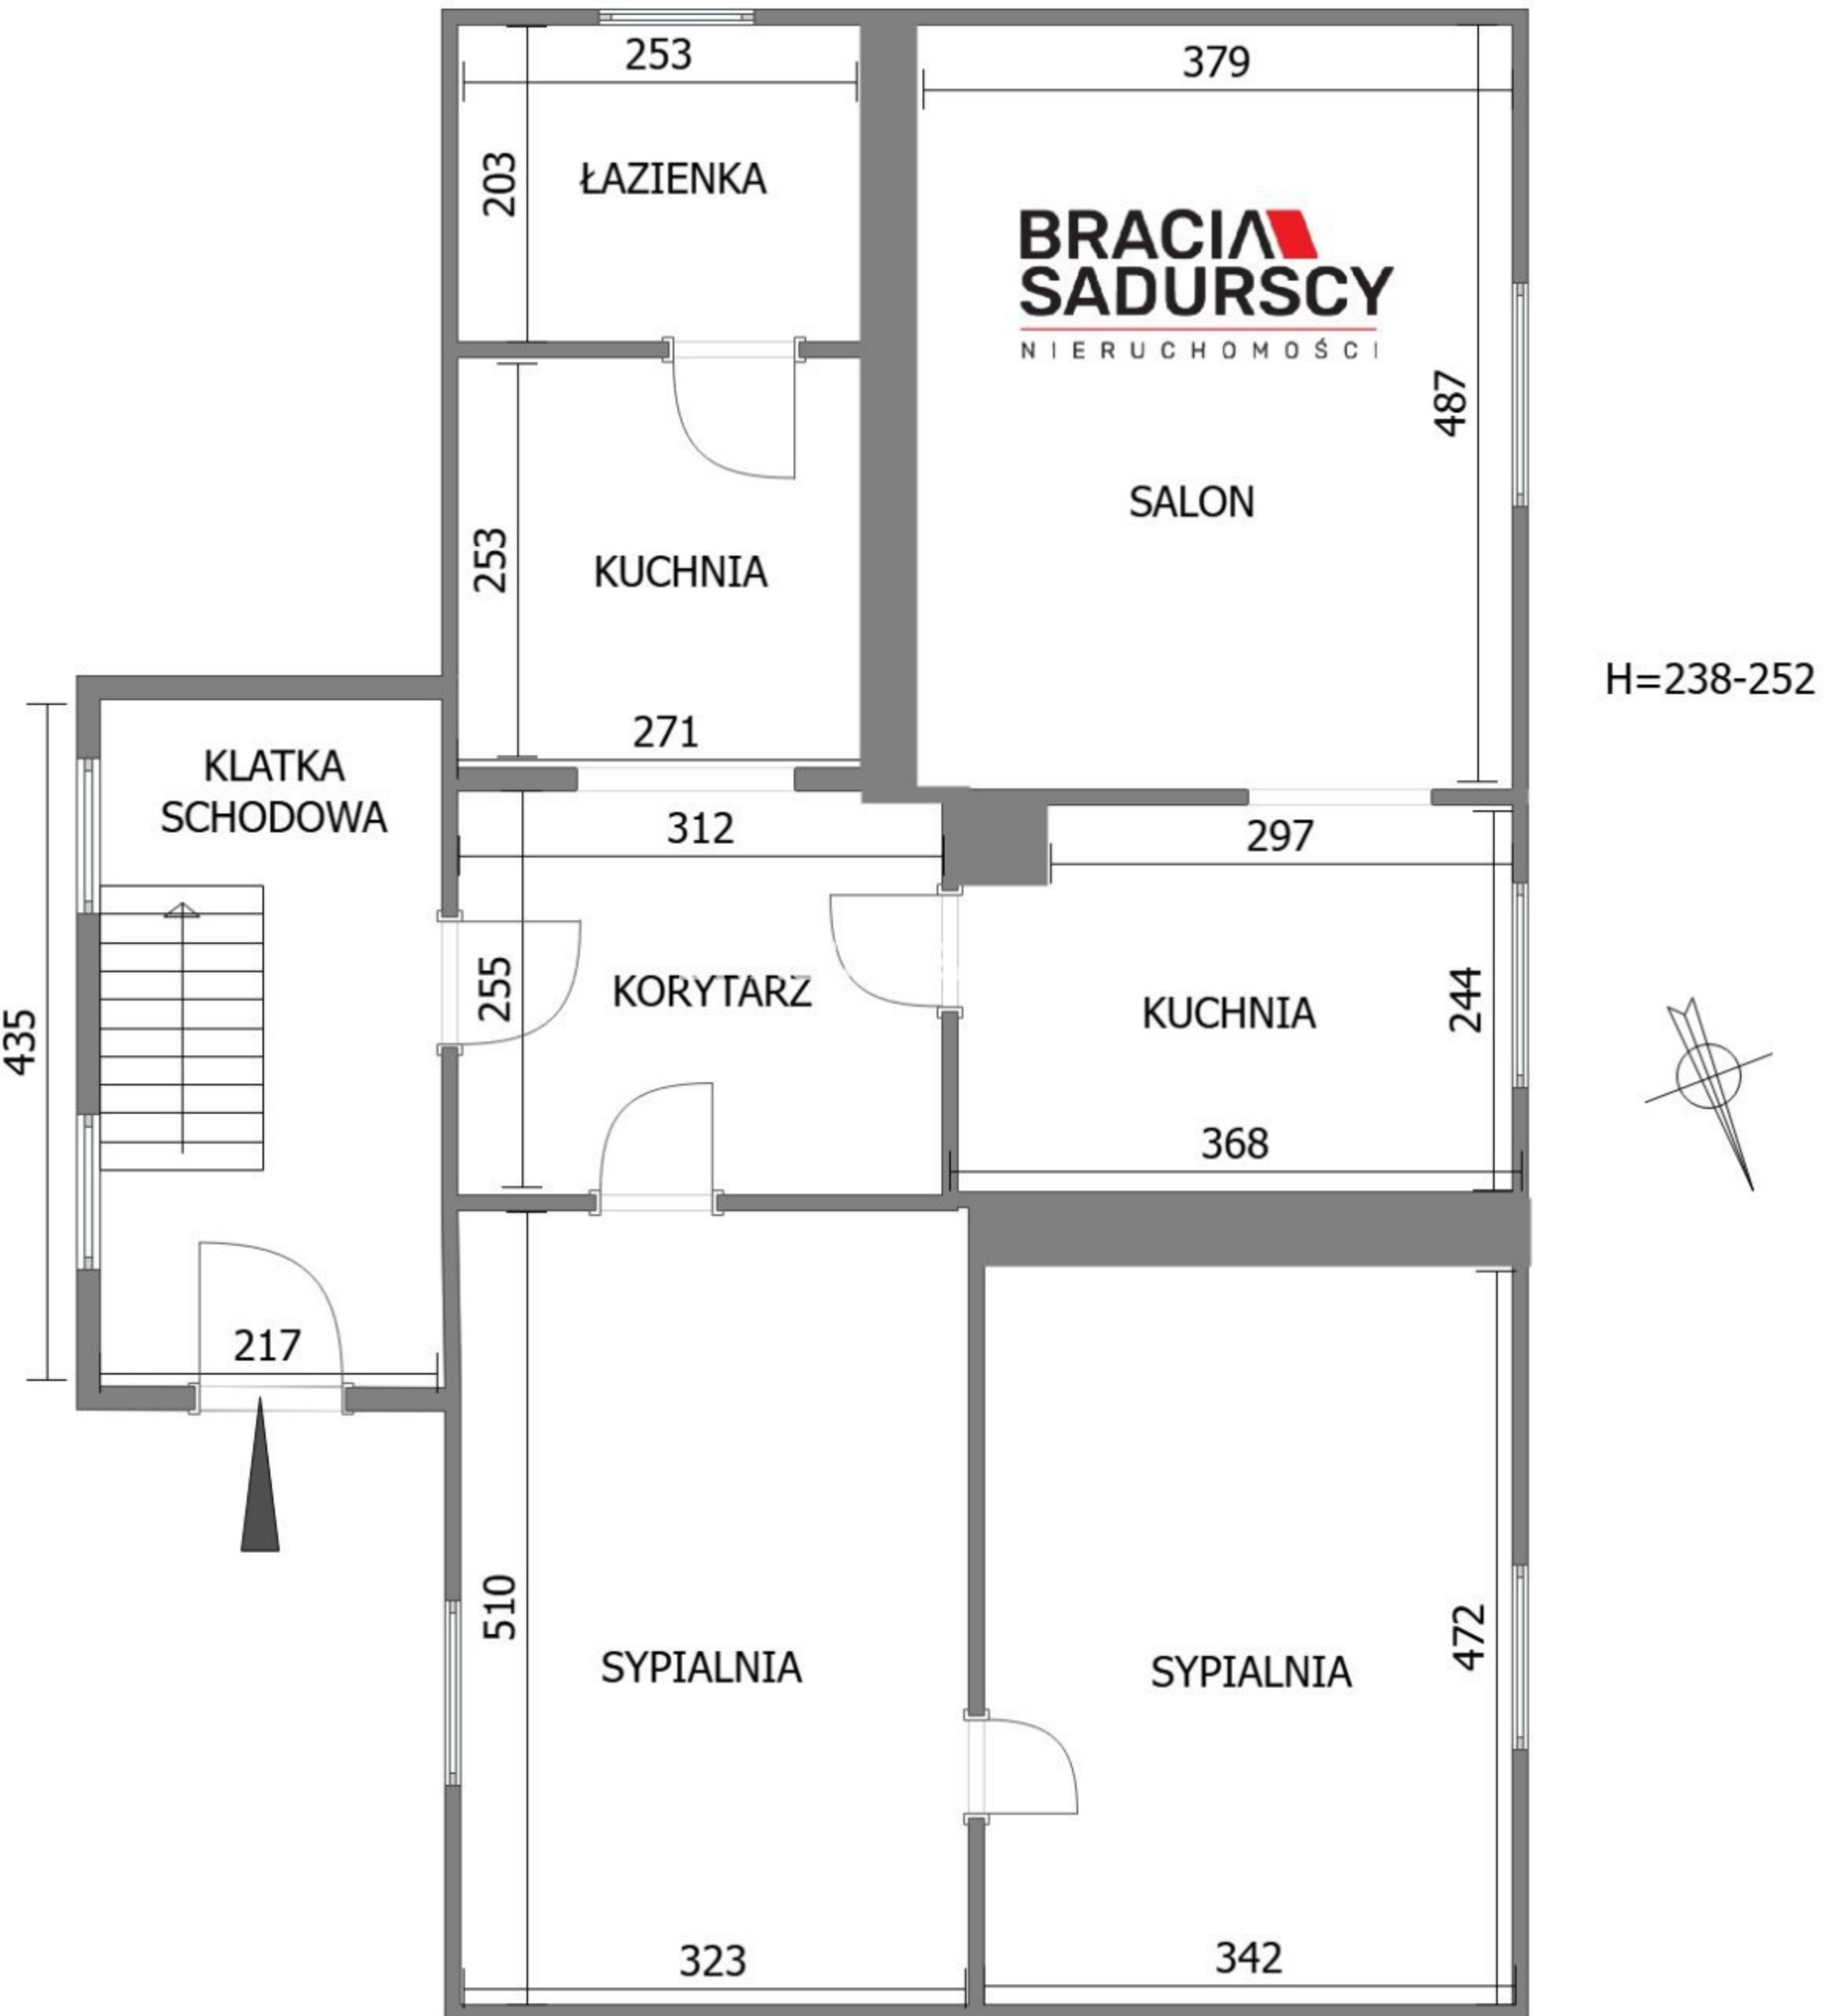 253
379
203
ŁAZIENKA
BRACIA
SADURSCY
NIERUCHOMOŚCI
487
SALON
253
KUCHNIA
H=238-252
271
KLATKA
SCHODOWA
312
297
255
KORYTARZ
KUCHNIA
244
435
368
217
510
SYPIALNIA
SYPIALNIA
472
323
342